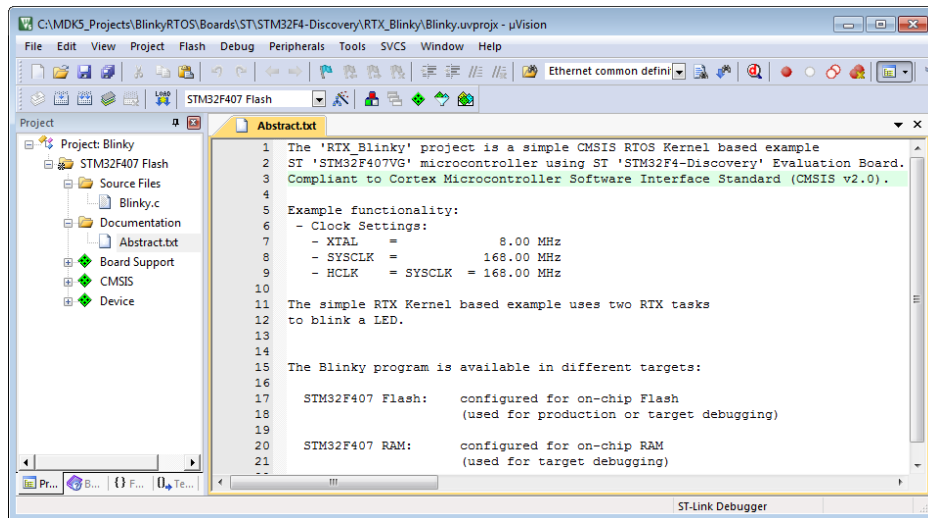 C:\MDK5_Projects\BlinkyRTOS\Boards\ST\STM32F4-Discovery\RTX_Blinky\Blinky.uvprojx - µVision
File Edit View Project Flash Debug Peripherals Tools SVCS Window Help
Ethernet common defini
LOAD
STM32F407 Flash
Project
Abstract.txt
Project: Blinky
STM32F407 Flash
Source Files
Blinky.c
Documentation
Abstract.txt
Board Support
CMSIS
Device
1 The 'RTX_Blinky' project is a simple CMSIS RTOS Kernel based example
2 ST 'STM32F407VG' microcontroller using ST 'STM32F4-Discovery' Evaluation Board.
3 Compliant to Cortex Microcontroller Software Interface Standard (CMSIS v2.0).
4
5 Example functionality:
6 - Clock Settings:
7 - XTAL = 8.00 MHz
8 - SYSCLK = 168.00 MHz
9 - HCLK = SYSCLK = 168.00 MHz
10
11 The simple RTX Kernel based example uses two RTX tasks
12 to blink a LED.
13
14
15 The Blinky program is available in different targets:
16
17 STM32F407 Flash: configured for on-chip Flash
18 (used for production or target debugging)
19
20 STM32F407 RAM: configured for on-chip RAM
21 (used for target debugging)
Pr... B... {} F... 0 Te...
ST-Link Debugger